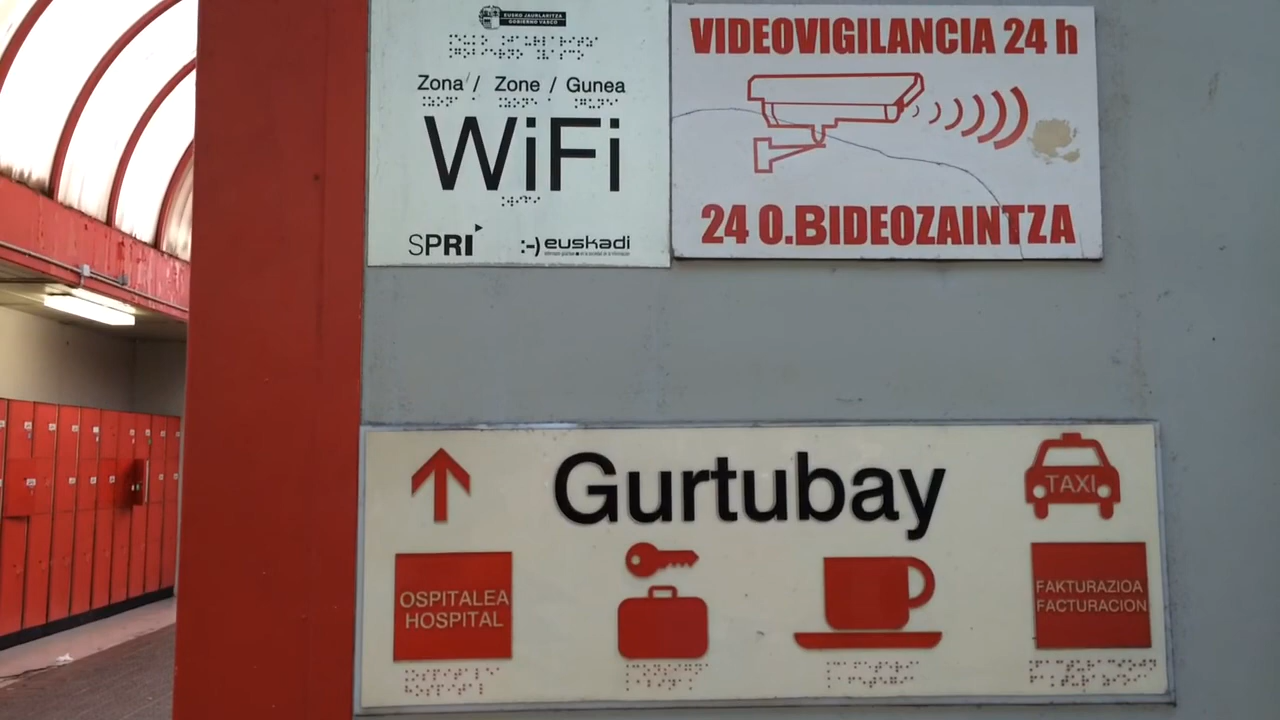 EUSKO JAURLARITZA
GOBIERNO VASCO
Zona / Zone / Gunea
WiFi
SPRI
:-) euskadi
VIDEOVIGILANCIA 24 h
24 O.BIDEOZAINTZA
Gurtubay
TAXI
OSPITALEA
HOSPITAL
FAKTURAZIOA
FACTURACION